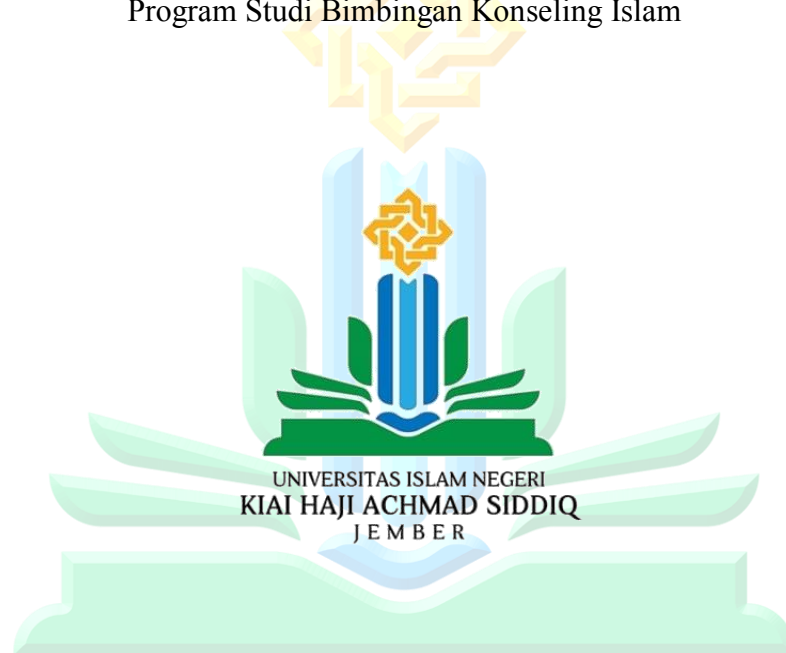 Program Studi Bimbingan Konseling Islam
UNIVERSITAS ISLAM NEGERI
KIAI HAJI ACHMAD SIDDIQ
JEMBER